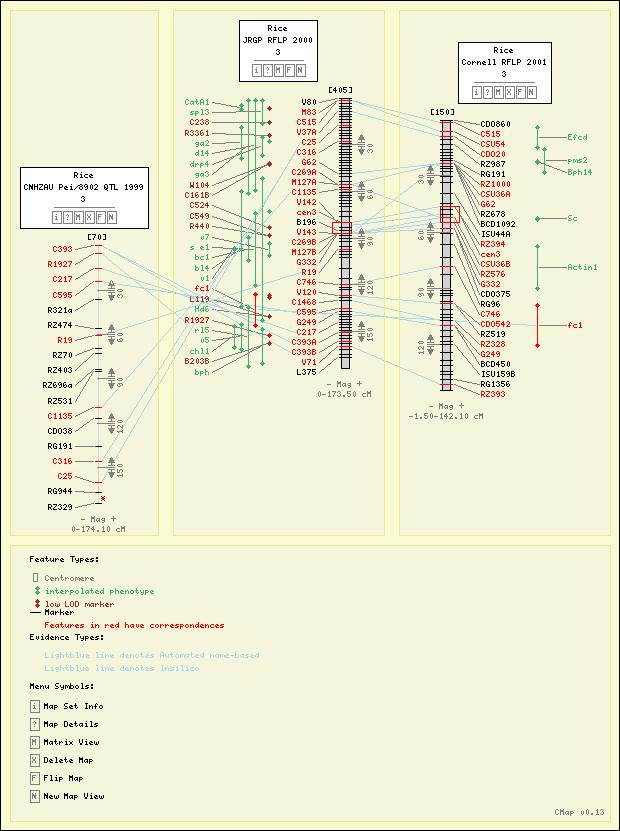 Rice
JRGP RFLP 2000
3
i ? M F N
[405]
CatA1
spl3
C238
R3361
ga2
d14
drp4
ga3
W104
C161B
C524
C549
R440
v7
s e1
bc1
bl4
v1
fc1
L119
Hd6
R1927
rl5
v5
chl1
B203B
bph
V80
M83
C515
V37A
C25
C316
G62
C269A
M127A
C1135
V142
cen3
B196
V143
C269B
M127B
G332
R19
C746
V120
C1468
C595
G249
C217
C393A
C393B
V71
L375
30
60
90
120
150
- Mag +
0-173.50 cM
Rice
Cornell RFLP 2001
3
i ? M X F N
[150]
CDO860
C515
CSU54
CDO20
RZ987
RG191
RZ1000
CSU36A
G62
RZ678
BCD1092
ISU44A
RZ394
cen3
CSU36B
RZ576
G332
CDO375
RG96
C746
CDO542
RZ519
RZ328
G249
BCD450
ISU159B
RG1356
RZ393
30
60
90
120
Efcd
pms2
Bph14
Sc
Actin1
fc1
- Mag +
-1.50-142.10 cM
Rice
CNHZAU Pei/8902 QTL 1999
3
i ? M X F N
[70]
C393
R1927
C217
C595
R321a
RZ474
R19
RZ70
RZ403
RZ696a
RZ531
C1135
CDO38
RG191
C316
C25
RG944
RZ329
30
60
90
120
150
- Mag +
0-174.10 cM
Feature Types:
Centromere
interpolated phenotype
low LOD marker
Marker
Features in red have correspondences
Evidence Types:
Lightblue line denotes Automated name-based
Lightblue line denotes Insilico
Menu Symbols:
i Map Set Info
? Map Details
M Matrix View
X Delete Map
F Flip Map
N New Map View
CMap v0.13